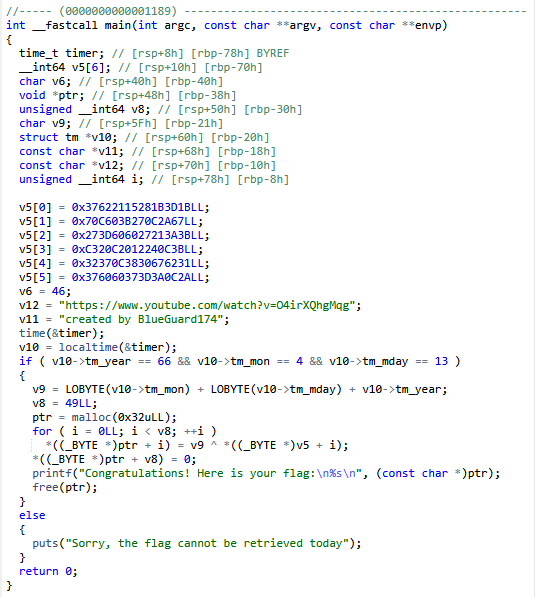 //----- (0000000000001189) ----------------------------------------------------
int __fastcall main(int argc, const char **argv, const char **envp)
{
  time_t timer; // [rsp+8h] [rbp-78h] BYREF
  __int64 v5[6]; // [rsp+10h] [rbp-70h]
  char v6; // [rsp+40h] [rbp-40h]
  void *ptr; // [rsp+48h] [rbp-38h]
  unsigned __int64 v8; // [rsp+50h] [rbp-30h]
  char v9; // [rsp+5Fh] [rbp-21h]
  struct tm *v10; // [rsp+60h] [rbp-20h]
  const char *v11; // [rsp+68h] [rbp-18h]
  const char *v12; // [rsp+70h] [rbp-10h]
  unsigned __int64 i; // [rsp+78h] [rbp-8h]

  v5[0] = 0x37622115281B3D1BLL;
  v5[1] = 0x70C603B270C2A67LL;
  v5[2] = 0x273D606027213A3BLL;
  v5[3] = 0xC320C2012240C3BLL;
  v5[4] = 0x32370C3830676231LL;
  v5[5] = 0x376060373D3A0C2ALL;
  v6 = 46;
  v12 = "https://www.youtube.com/watch?v=O4irXQhgMqg";
  v11 = "created by BlueGuard174";
  time(&timer);
  v10 = localtime(&timer);
  if ( v10->tm_year == 66 && v10->tm_mon == 4 && v10->tm_mday == 13 )
  {
    v9 = LOBYTE(v10->tm_mon) + LOBYTE(v10->tm_mday) + v10->tm_year;
    v8 = 49LL;
    ptr = malloc(0x32uLL);
    for ( i = 0LL; i < v8; ++i )
      *((_BYTE *)ptr + i) = v9 ^ *((_BYTE *)v5 + i);
    *((_BYTE *)ptr + v8) = 0;
    printf("Congratulations! Here is your flag:\n%s\n", (const char *)ptr);
    free(ptr);
  }
  else
  {
    puts("Sorry, the flag cannot be retrieved today");
  }
  return 0;
}